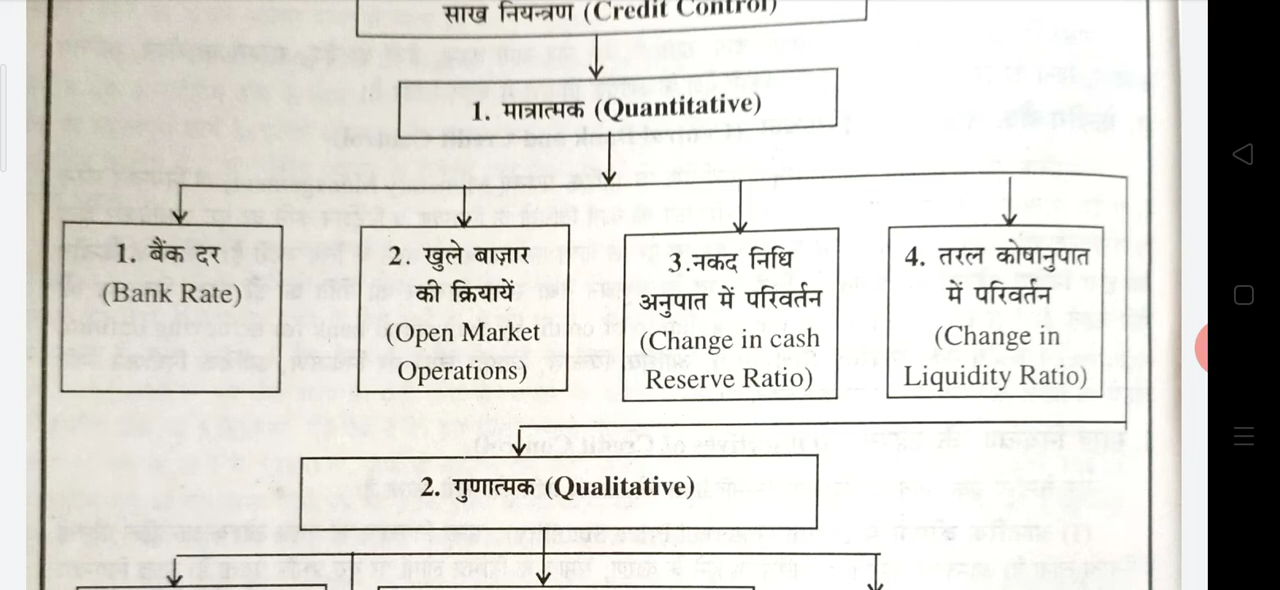 साख नियन्त्रण (Credit Control)
1. मात्रात्मक (Quantitative)
1. बैंक दर
(Bank Rate)
2. खुले बाज़ार
की क्रियायें
(Open Market
Operations)
3.नकद निधि
अनुपात में परिवर्तन
(Change in cash
Reserve Ratio)
4. तरल कोषानुपात
में परिवर्तन
(Change in
Liquidity Ratio)
2. गुणात्मक (Qualitative)